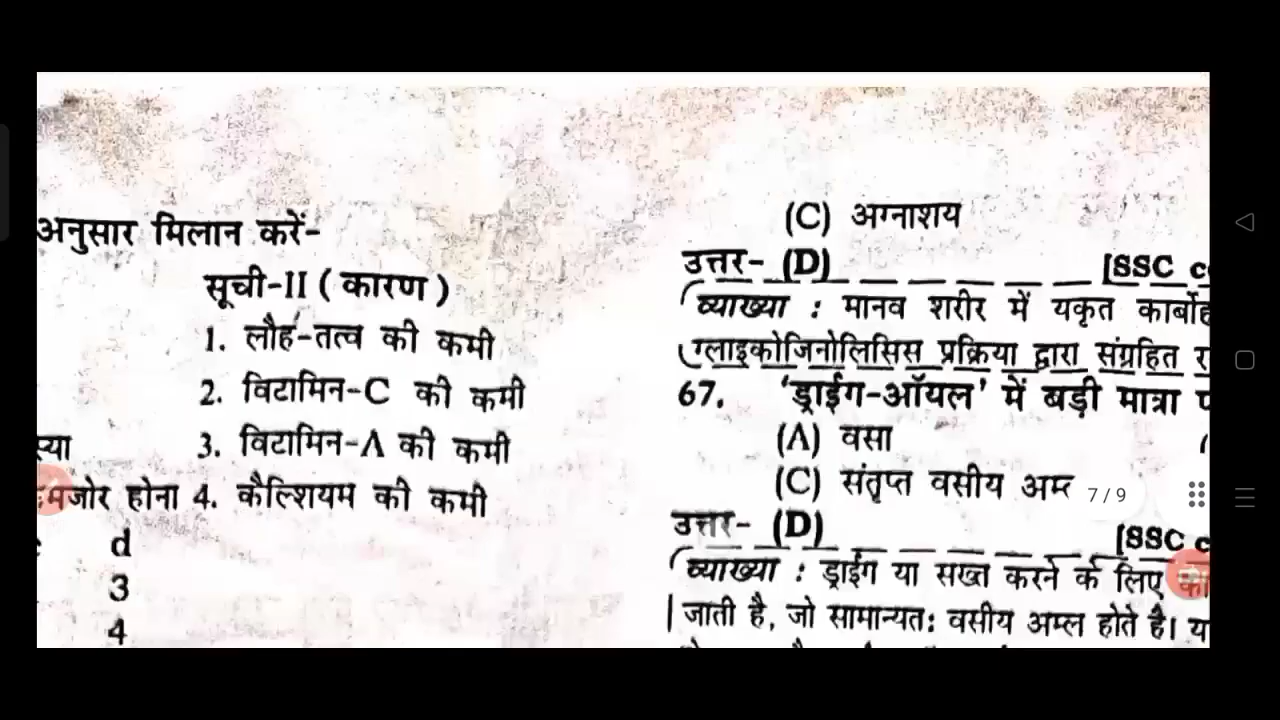 अनुसार मिलान करें-
सूची-II ( कारण )
1. लौह-तत्व की कमी
2. विटामिन-C की कमी
3. विटामिन-A की कमी
होना 4. कैल्शियम की कमी
d
3
4
(C) अग्नाशय
उत्तर- (D) [SSC
व्याख्या : मानव शरीर में यकृत
ग्लाइकोजिनोलिसिस प्रक्रिया द्वारा संग्रहित
67. 'ड्राईंग-ऑयल' में बड़ी मात्रा
(A) वसा
(C) संतृप्त वसीय
7/9
उत्तर- (D) [SSC
व्याख्या : ड्राईंग या सख्त करने के लिए
जाती है, जो सामान्यतः वसीय अम्ल होते है।